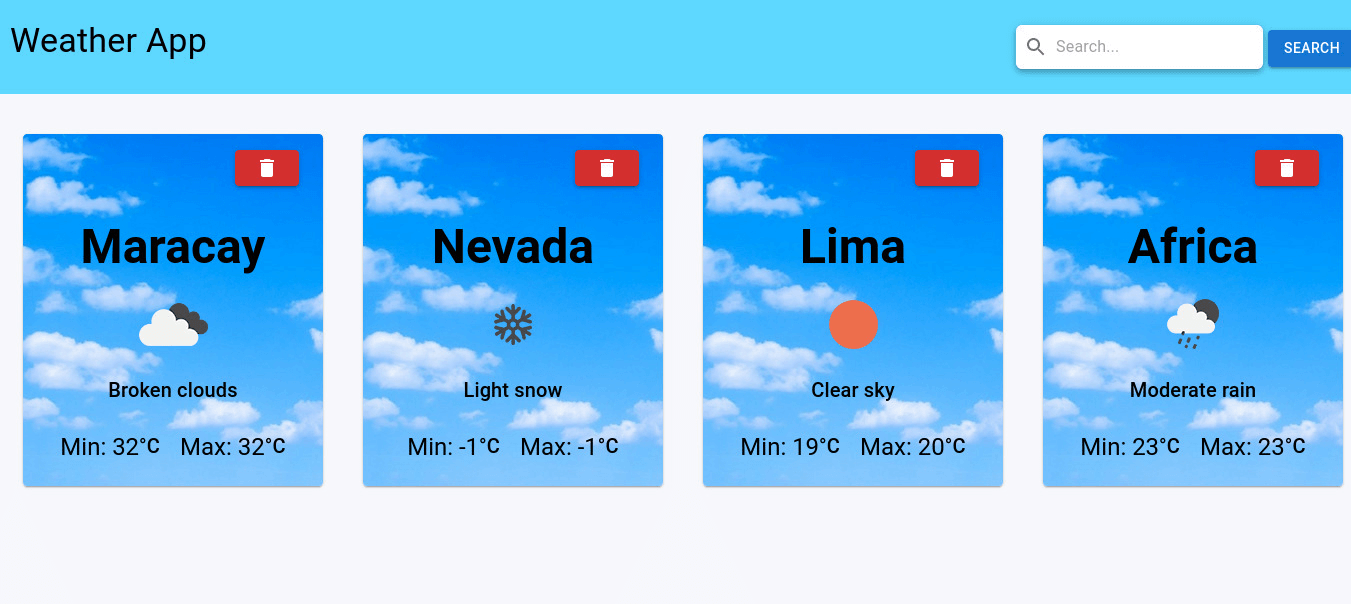 Weather App
Search...
SEARCH
Maracay
Broken clouds
Min: 32°C Max: 32°C
Nevada
Light snow
Min: -1°C Max: -1°C
Lima
Clear sky
Min: 19°C Max: 20°C
Africa
Moderate rain
Min: 23°C Max: 23°C